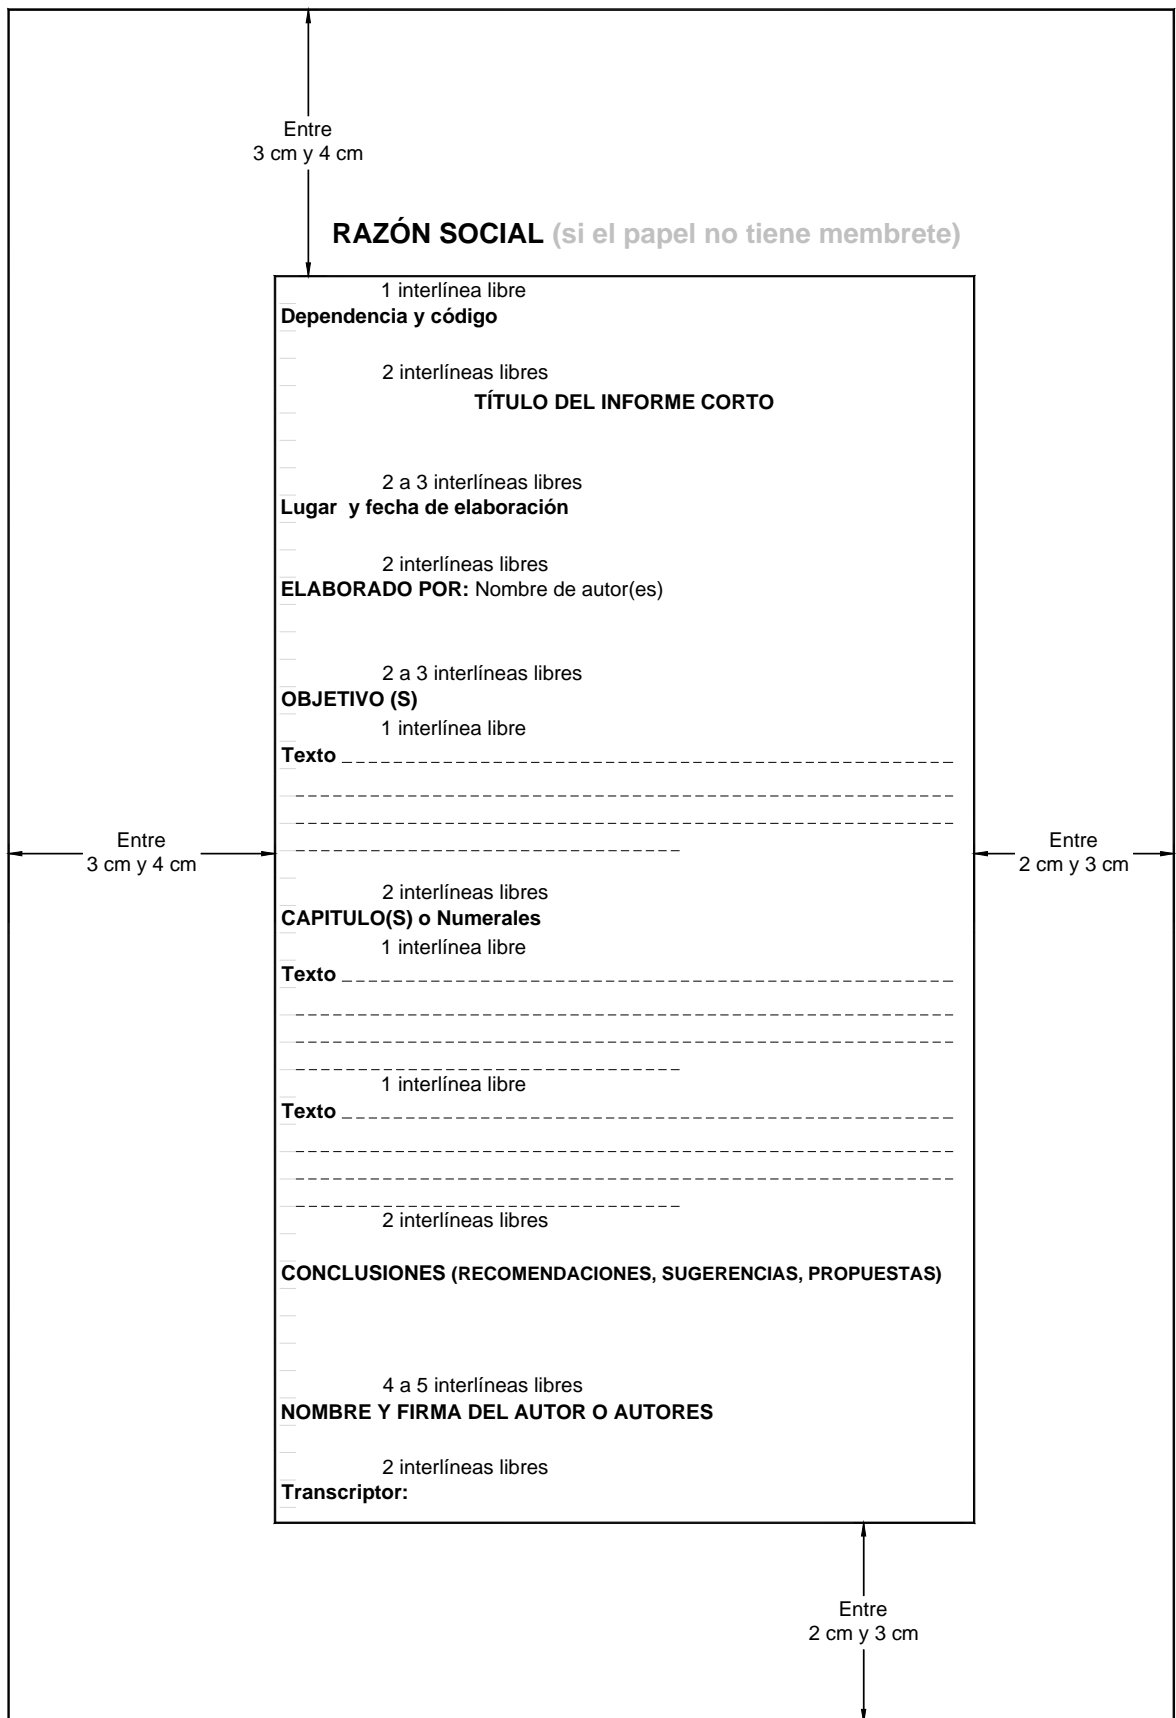 Entre
3 cm y 4 cm
RAZÓN SOCIAL (si el papel no tiene membrete)
1 interlínea libre
Dependencia y código
2 interlíneas libres
TÍTULO DEL INFORME CORTO
2 a 3 interlíneas libres
Lugar y fecha de elaboración
2 interlíneas libres
ELABORADO POR: Nombre de autor(es)
2 a 3 interlíneas libres
OBJETIVO (S)
1 interlínea libre
Texto
Entre
3 cm y 4 cm
Entre
2 cm y 3 cm
2 interlíneas libres
CAPITULO(S) o Numerales
1 interlínea libre
Texto
1 interlínea libre
Texto
2 interlíneas libres
CONCLUSIONES (RECOMENDACIONES, SUGERENCIAS, PROPUESTAS)
4 a 5 interlíneas libres
NOMBRE Y FIRMA DEL AUTOR O AUTORES
2 interlíneas libres
Transcriptor:
Entre
2 cm y 3 cm